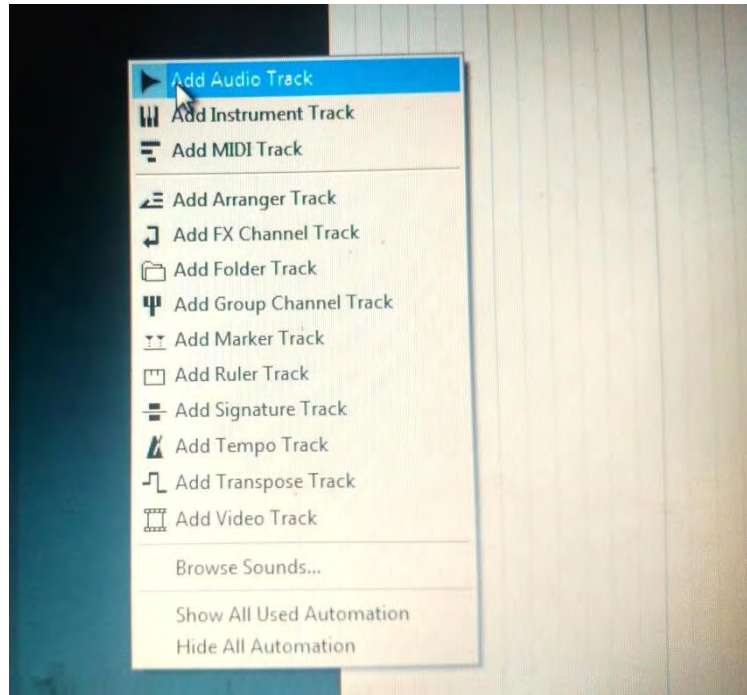 Add Audio Track
Add Instrument Track
Add MIDI Track
Add Arranger Track
Add FX Channel Track
Add Folder Track
Add Group Channel Track
Add Marker Track
Add Ruler Track
Add Signature Track
Add Tempo Track
Add Transpose Track
Add Video Track
Browse Sounds...
Show All Used Automation
Hide All Automation